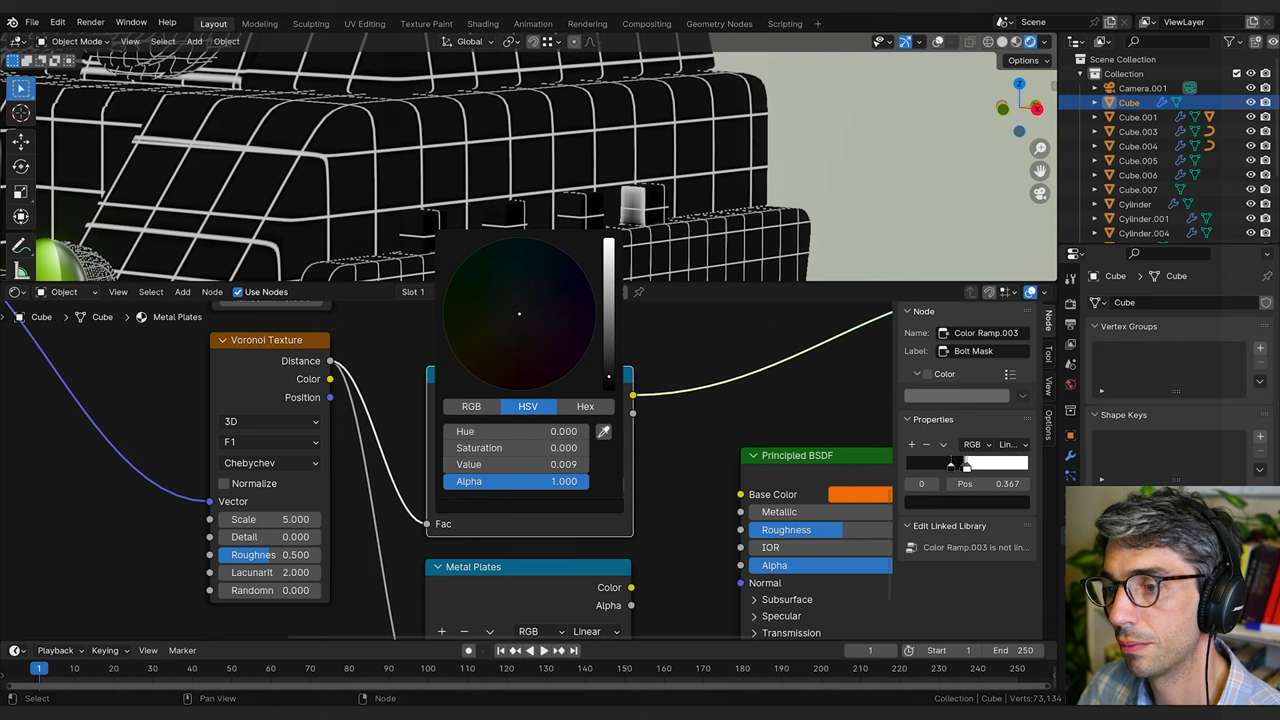 File Edit Render Window Help Layout Modeling Sculpting UV Editing Texture Paint Shading Animation Rendering Compositing Geometry Nodes Scripting + Scene ViewLayer
Object Mode View Select Add Object Global
Options
Z
X
Scene Collection
Collection
Camera.001
Cube
Cube.001
Cube.003
Cube.004
Cube.005
Cube.006
Cube.007
Cylinder
Cylinder.001
Cylinder.004
Object View Select Add Node Use Nodes Slot 1
Cube > Cube > Metal Plates
Voronoi Texture
Distance
Color
Position
3D
F1
Chebychev
Normalize
Vector
Scale 5.000
Detail 0.000
Roughnes 0.500
Lacunarit 2.000
Randomn 0.000
RGB HSV Hex
Hue 0.000
Saturation 0.000
Value 0.009
Alpha 1.000
Fac
Metal Plates
Color
Alpha
RGB Linear
Principled BSDF
Base Color
Metallic
Roughness
IOR
Alpha
Normal
Subsurface
Specular
Transmission
Node
Name: Color Ramp.003
Label: Bolt Mask
Color
Properties
RGB Lin...
0 Pos 0.367
Edit Linked Library
Color Ramp.003 is not lin...
Node
Tool
View
Options
Cube > Cube
Cube
Vertex Groups
Shape Keys
Playback Keying View Marker 1 Start 1 End 250
1 10 20 30 40 50 60 70 80 90 100 110 120 130 140 150 160 170 180 190 200 210 220 230 240 250
Select Pan View Node Collection | Cube | Verts:73,134